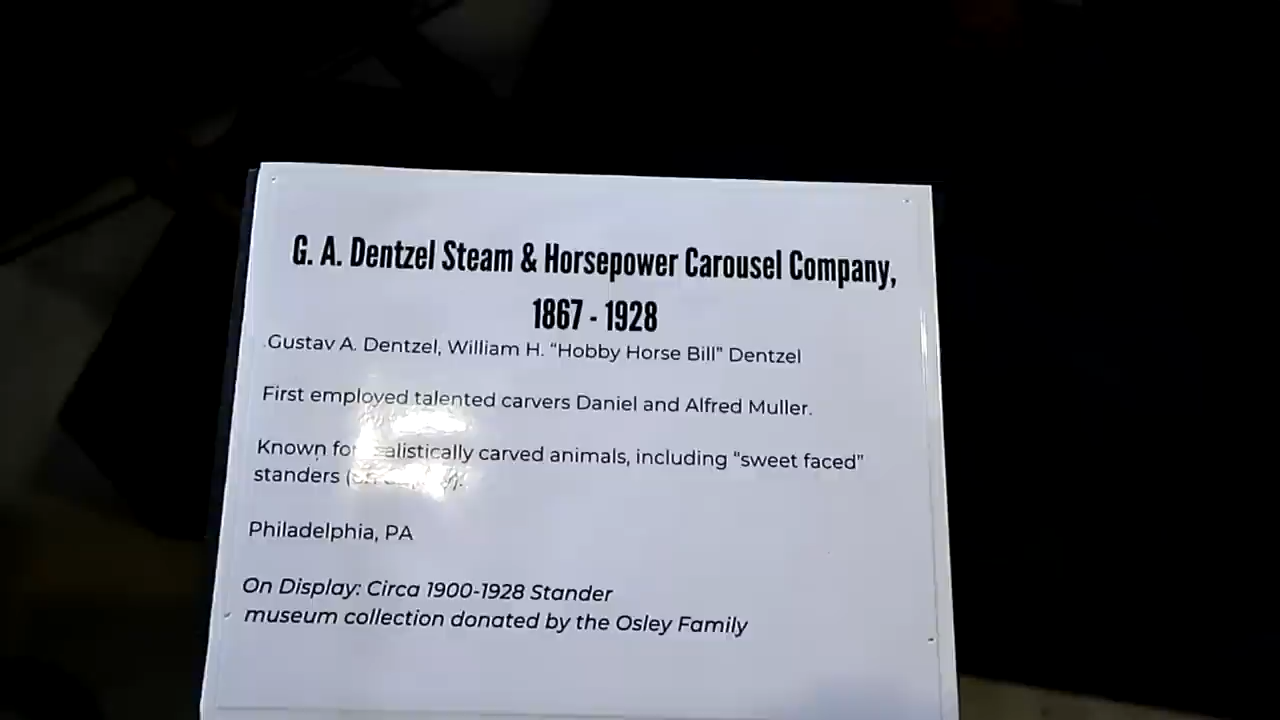 G. A. Dentzel Steam & Horsepower Carousel Company,
1867 - 1928
Gustav A. Dentzel, William H. “Hobby Horse Bill” Dentzel
First employed talented carvers Daniel and Alfred Muller.
Known for realistically carved animals, including “sweet faced”
standers
Philadelphia, PA
On Display: Circa 1900-1928 Stander
museum collection donated by the Osley Family